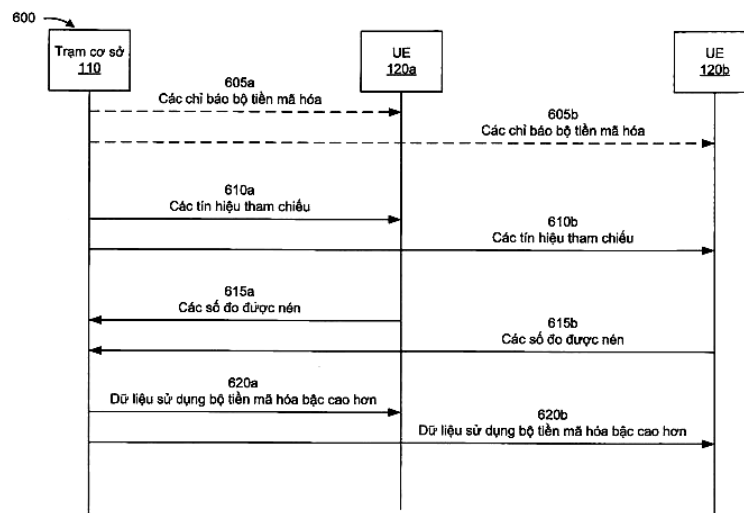 600
Trạm cơ sở
110
UE
120a
UE
120b
605a
Các chỉ báo bộ tiền mã hóa
605b
Các chỉ báo bộ tiền mã hóa
610a
Các tín hiệu tham chiếu
610b
Các tín hiệu tham chiếu
615a
Các số đo được nén
615b
Các số đo được nén
620a
Dữ liệu sử dụng bộ tiền mã hóa bậc cao hơn
620b
Dữ liệu sử dụng bộ tiền mã hóa bậc cao hơn